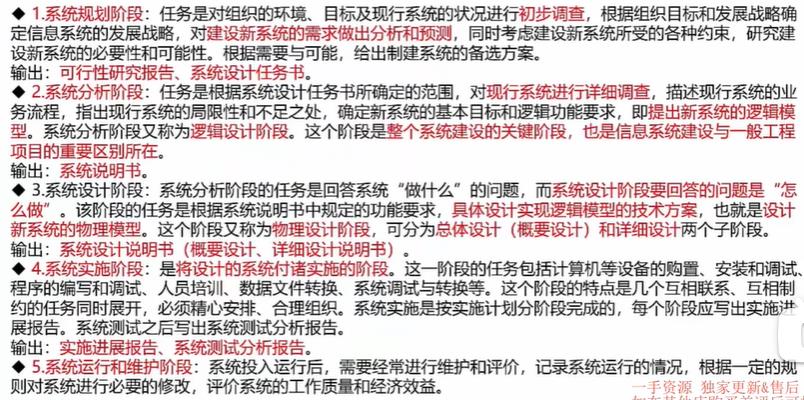 ◆ 1.系统规划阶段：任务是对组织的环境、目标及现行系统的状况进行初步调查，根据组织目标和发展战略确
定信息系统的发展战略，对建设新系统的需求做出分析和预测，同时考虑建设新系统所受的各种约束，研究建
设新系统的必要性和可能性。根据需要与可能，给出制建系统的备选方案。
输出：可行性研究报告、系统设计任务书。
◆ 2.系统分析阶段：任务是根据系统设计任务书所确定的范围，对现行系统进行详细调查，描述现行系统的业
务流程，指出现行系统的局限性和不足之处，确定新系统的基本目标和逻辑功能要求，即提出新系统的逻辑模
型。系统分析阶段又称为逻辑设计阶段。这个阶段是整个系统建设的关键阶段，也是信息系统建设与一般工程
项目的重要区别所在。
输出：系统说明书。
◆ 3.系统设计阶段：系统分析阶段的任务是回答系统“做什么”的问题，而系统设计阶段要回答的问题是“怎
么做”。该阶段的任务是根据系统说明书中规定的功能要求，具体设计实现逻辑模型的技术方案，也就是设计
新系统的物理模型。这个阶段又称为物理设计阶段，可分为总体设计（概要设计）和详细设计两个子阶段。
输出：系统设计说明书（概要设计、详细设计说明书）。
◆ 4.系统实施阶段：是将设计的系统付诸实施的阶段。这一阶段的任务包括计算机等设备的购置、安装和调试、
程序的编写和调试、人员培训、数据文件转换、系统调试与转换等。这个阶段的特点是几个互相联系、互相制
约的任务同时展开，必须精心安排、合理组织。系统实施是按实施计划分阶段完成的，每个阶段应写出实施进
展报告。系统测试之后写出系统测试分析报告。
输出：实施进展报告、系统测试分析报告。
◆ 5.系统运行和维护阶段：系统投入运行后，需要经常进行维护和评价，记录系统运行的情况，根据一定的规
则对系统进行必要的修改，评价系统的工作质量和经济效益。
一手资源 独家更新&售后